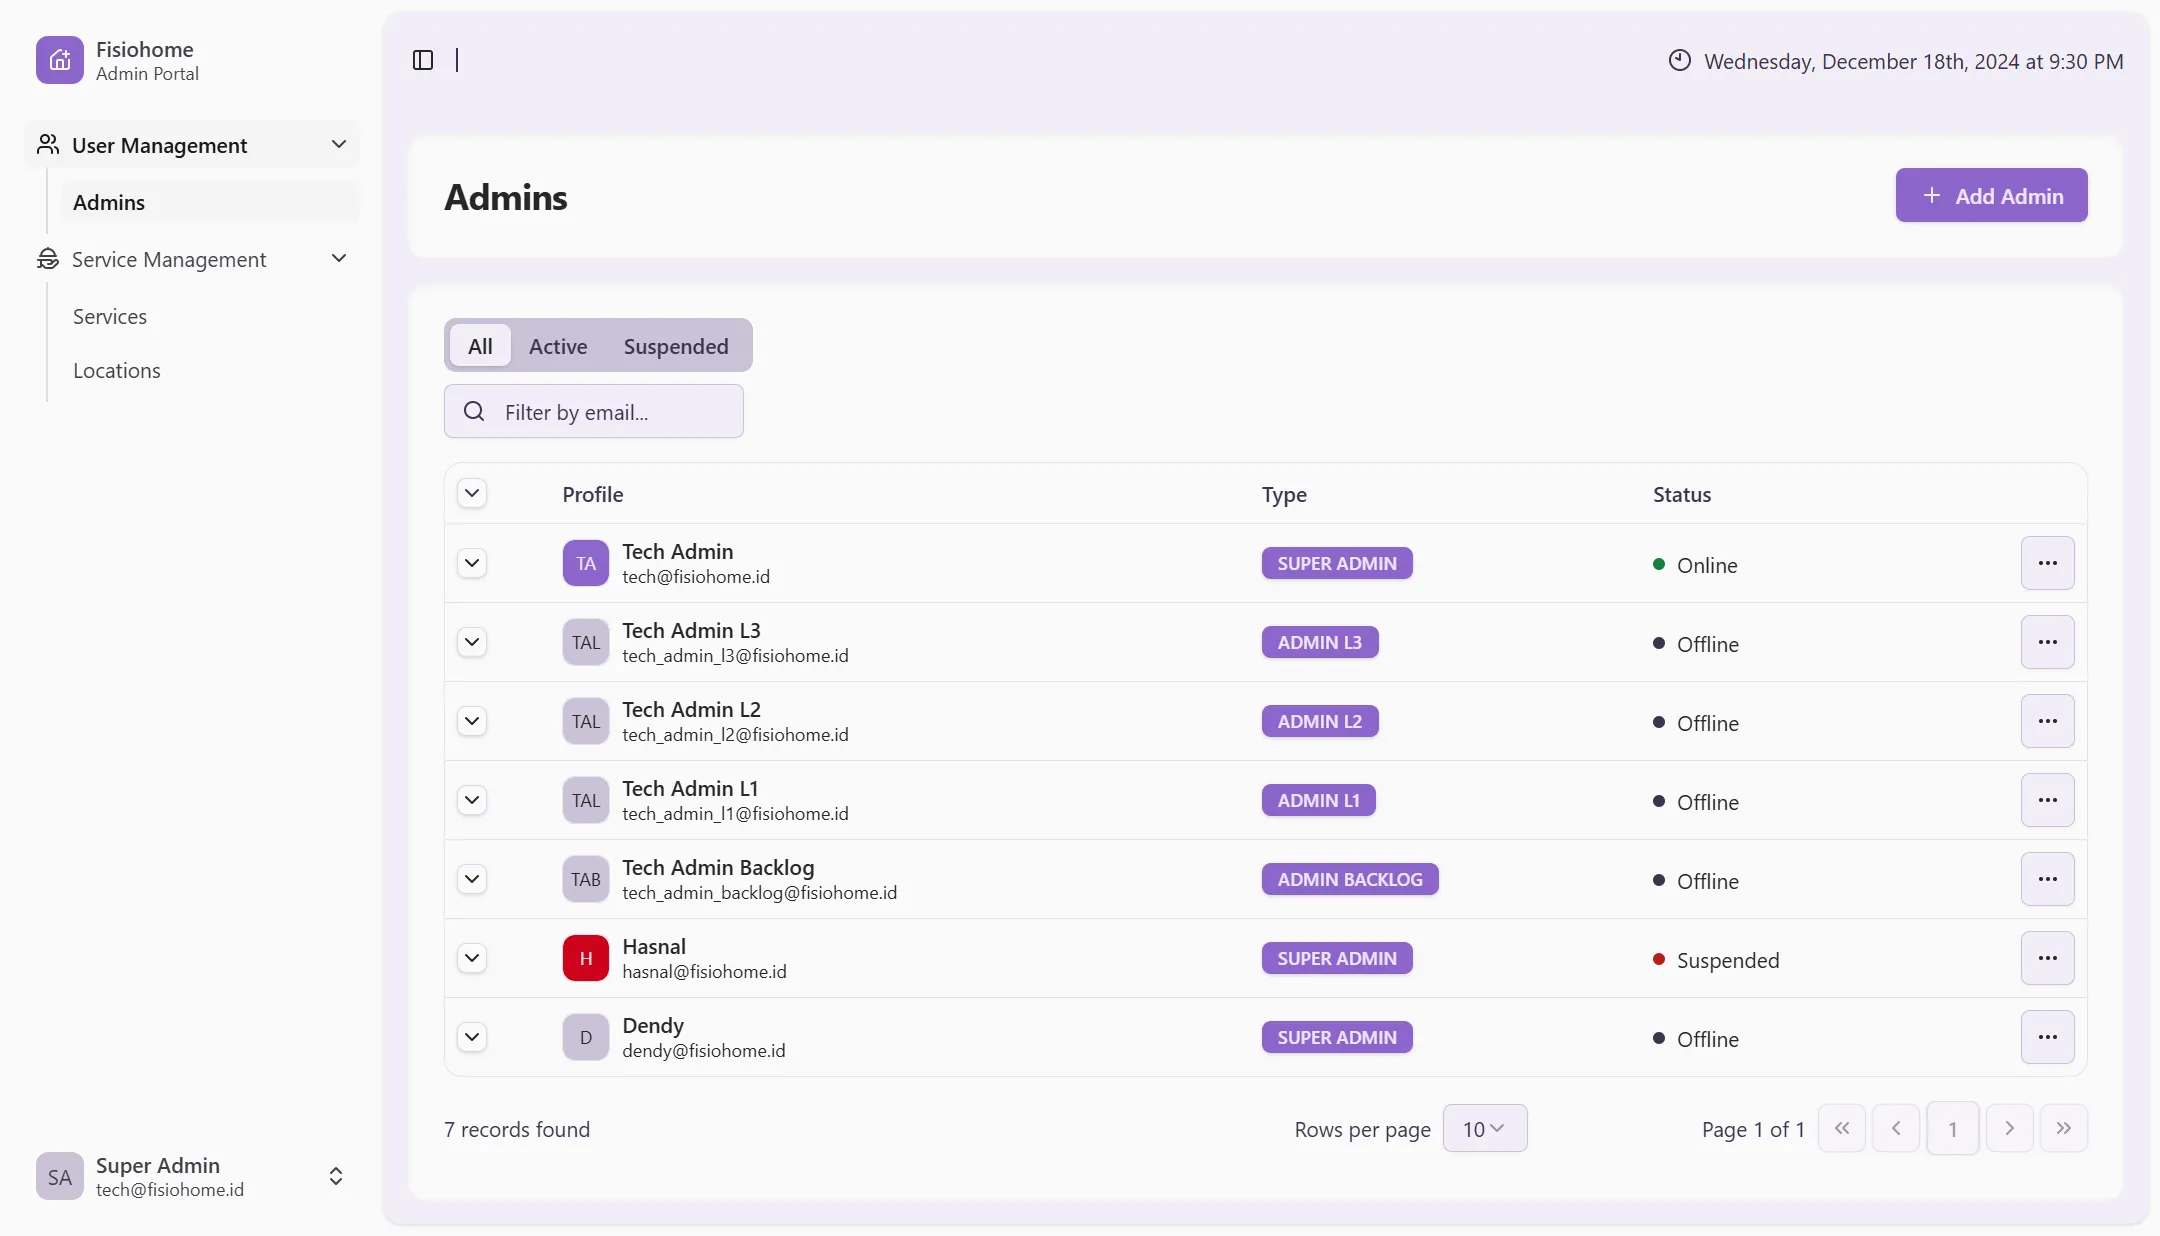 Fisiohome
Admin Portal
User Management
Admins
Service Management
Services
Locations
SA
Super Admin
tech@fisiohome.id
Wednesday, December 18th, 2024 at 9:30 PM
Admins
+ Add Admin
All Active Suspended
Filter by email...
Profile Type Status
TA Tech Admin SUPER ADMIN Online
tech@fisiohome.id
TAL Tech Admin L3 ADMIN L3 Offline
tech_admin_l3@fisiohome.id
TAL Tech Admin L2 ADMIN L2 Offline
tech_admin_l2@fisiohome.id
TAL Tech Admin L1 ADMIN L1 Offline
tech_admin_l1@fisiohome.id
TAB Tech Admin Backlog ADMIN BACKLOG Offline
tech_admin_backlog@fisiohome.id
H Hasnal SUPER ADMIN Suspended
hasnal@fisiohome.id
D Dendy SUPER ADMIN Offline
dendy@fisiohome.id
7 records found Rows per page 10 Page 1 of 1 1